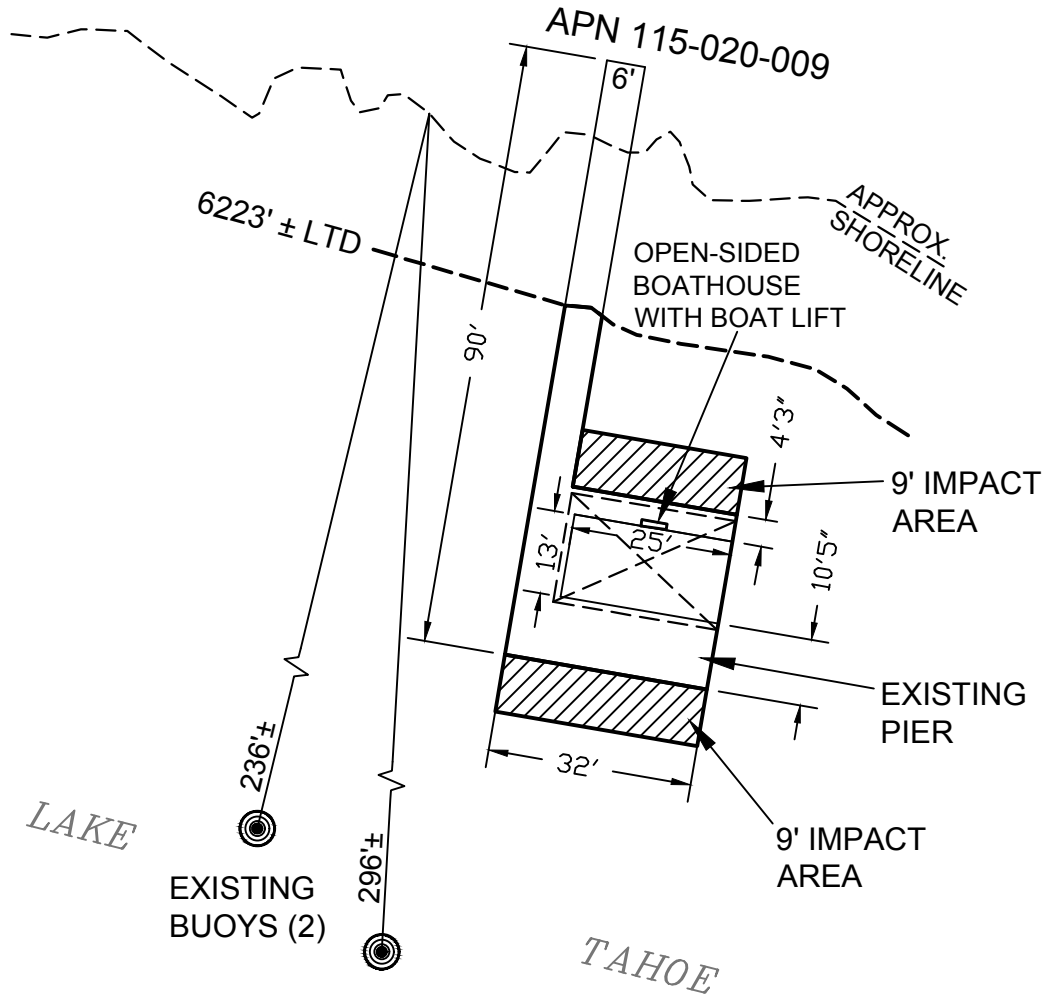 APN 115-020-009
6'
6223' ± LTD
APPROX.
SHORELINE
OPEN-SIDED
BOATHOUSE
WITH BOAT LIFT
90'
4'3"
9' IMPACT
AREA
13'
25'
10'5"
EXISTING
PIER
32'
236'±
LAKE
9' IMPACT
AREA
296'±
EXISTING
BUOYS (2)
TAHOE